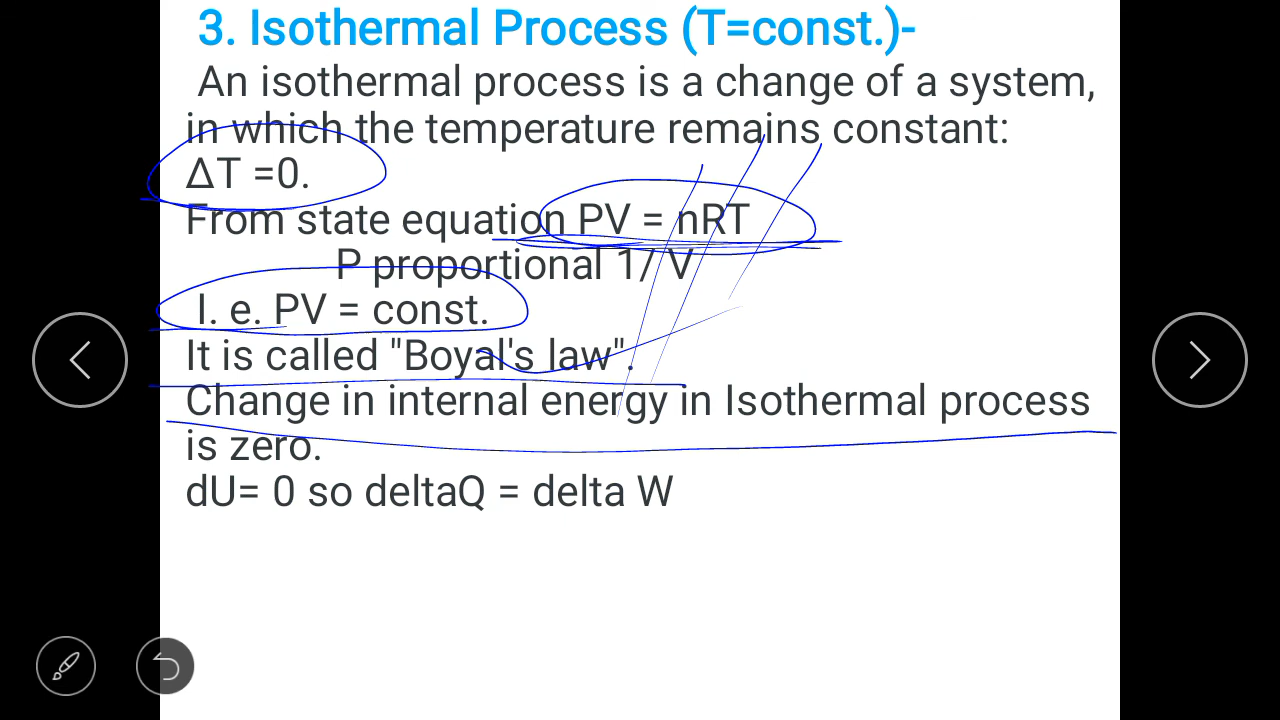 3. Isothermal Process (T=const.)-
An isothermal process is a change of a system,
in which the temperature remains constant:
ΔT =0.
From state equation PV = nRT
P proportional 1/ V
I. e. PV = const.
It is called "Boyal's law".
Change in internal energy in Isothermal process
is zero.
dU= 0 so deltaQ = delta W